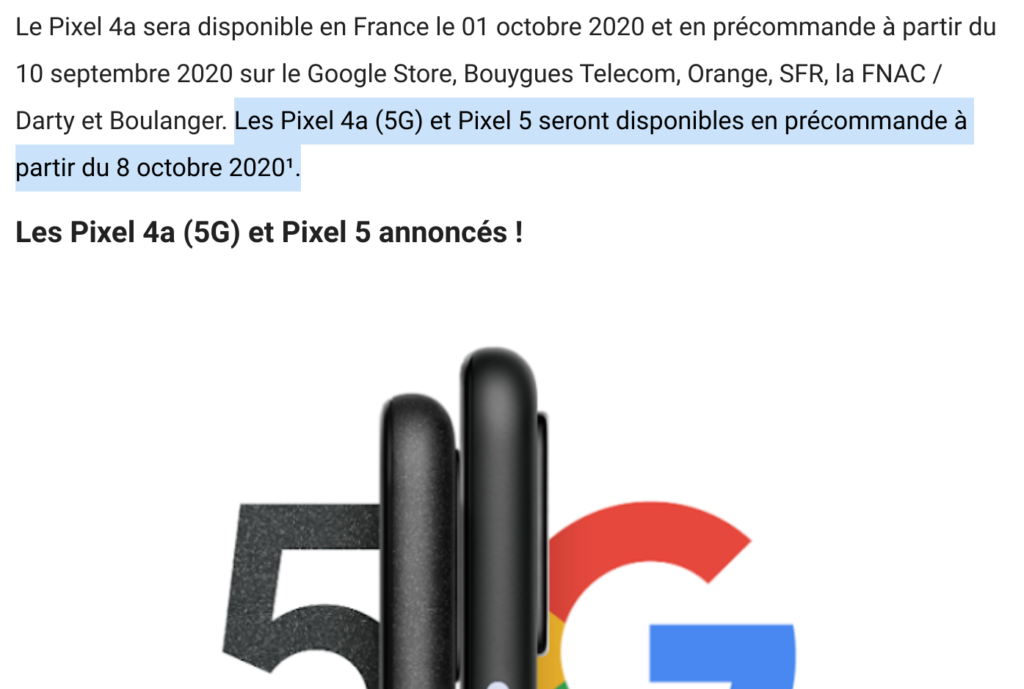 Le Pixel 4a sera disponible en France le 01 octobre 2020 et en précommande à partir du
10 septembre 2020 sur le Google Store, Bouygues Telecom, Orange, SFR, la FNAC /
Darty et Boulanger. Les Pixel 4a (5G) et Pixel 5 seront disponibles en précommande à
partir du 8 octobre 2020¹.
Les Pixel 4a (5G) et Pixel 5 annoncés !
5G